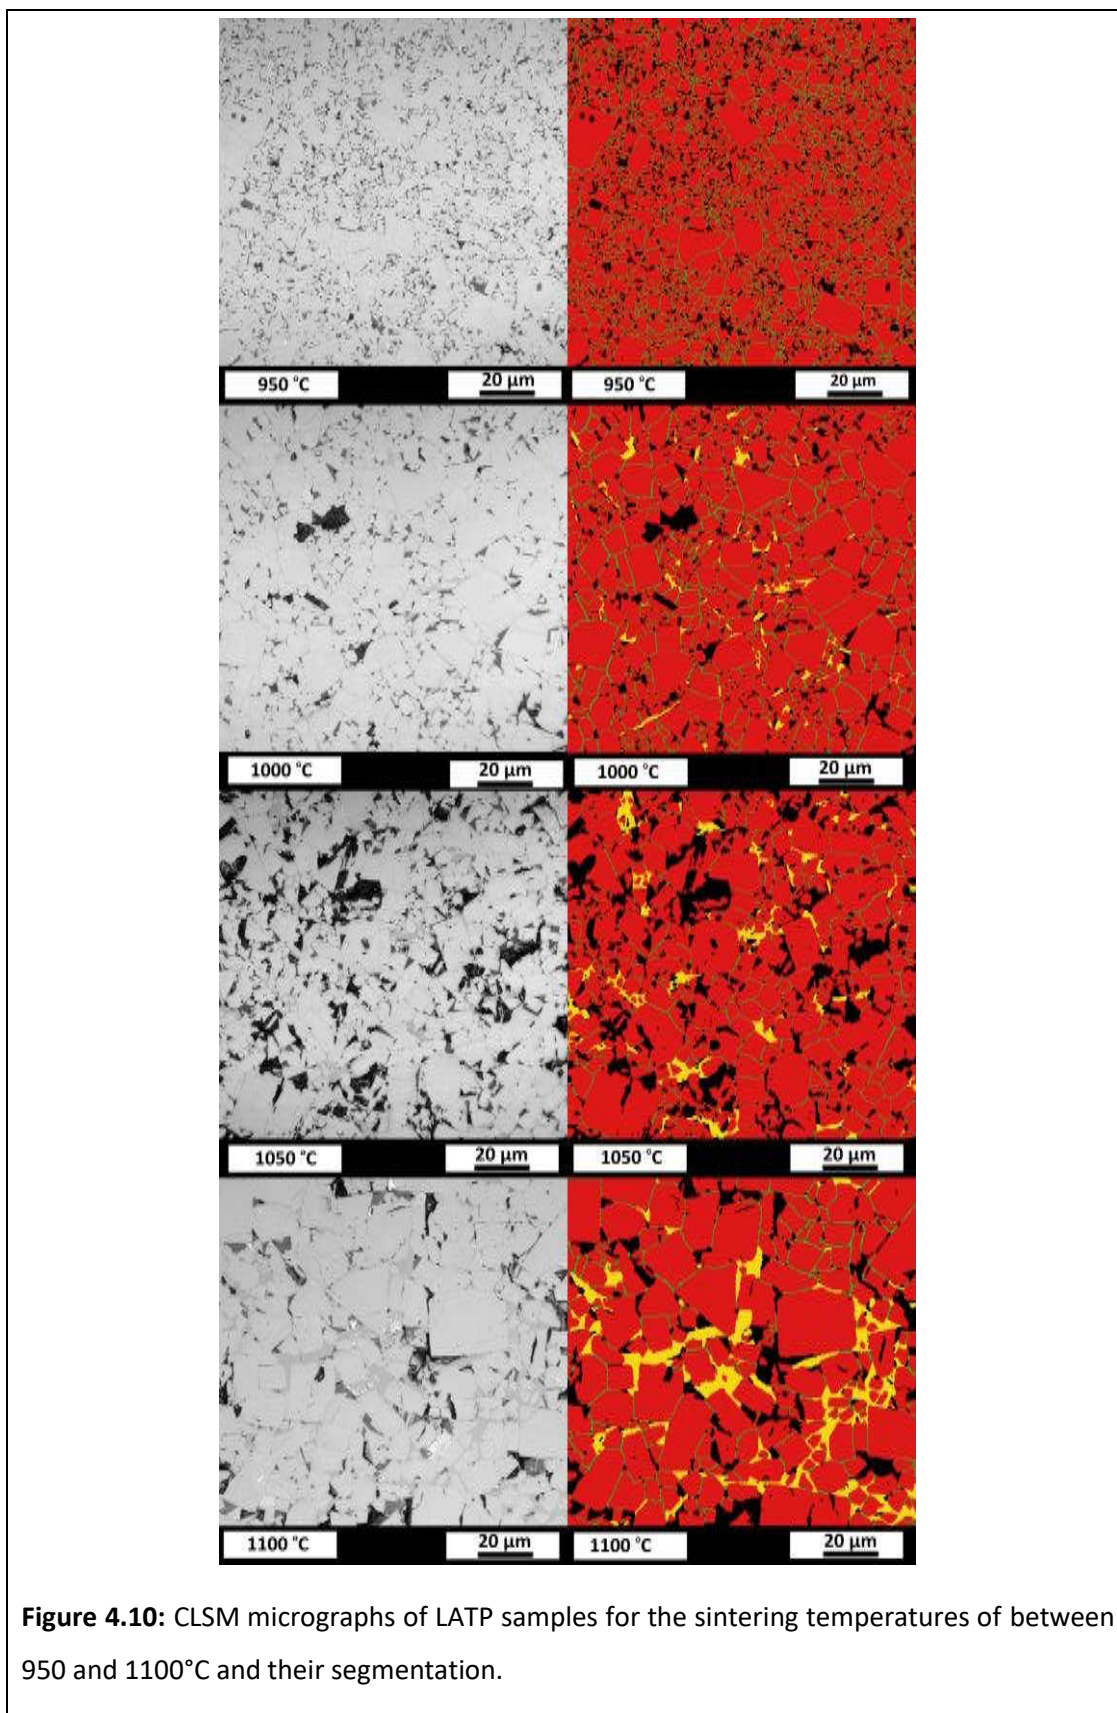 950 °C
20 µm
950 °C
20 µm
1000 °C
20 µm
1000 °C
20 µm
1050 °C
20 µm
1050 °C
20 µm
1100 °C
20 µm
1100 °C
20 µm
Figure 4.10: CLSM micrographs of LATP samples for the sintering temperatures of between
950 and 1100°C and their segmentation.